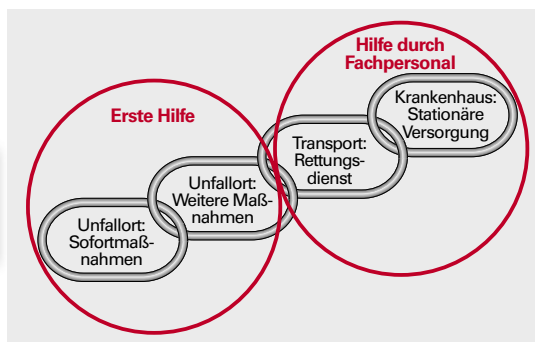 Erste Hilfe
Unfallort:
Sofortmaß-
nahmen
Unfallort:
Weitere Maß-
nahmen
Hilfe durch
Fachpersonal
Transport:
Rettungs-
dienst
Krankenhaus:
Stationäre
Versorgung